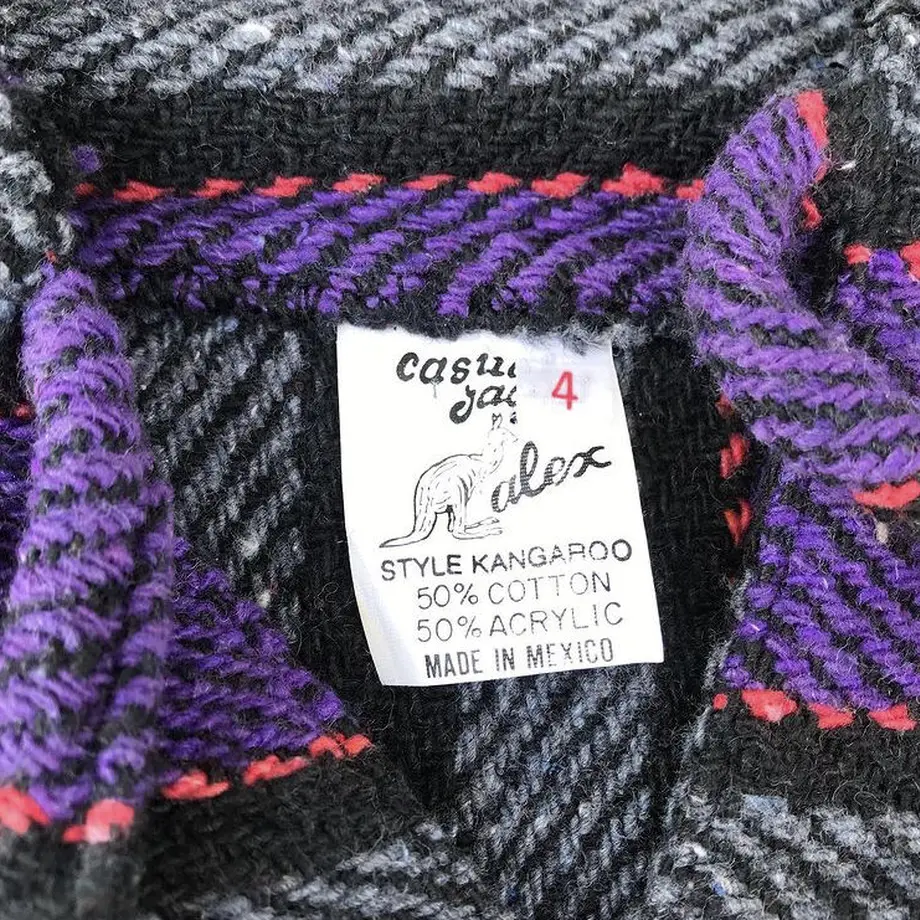 4
alex
STYLE KANGAROO
50% COTTON
50% ACRYLIC
MADE IN MEXICO